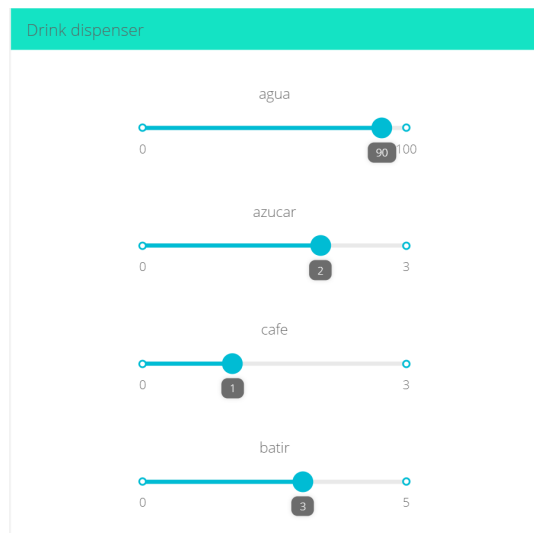 Drink dispenser
agua
0 90 100
azucar
0 2 3
cafe
0 1 3
batir
0 3 5